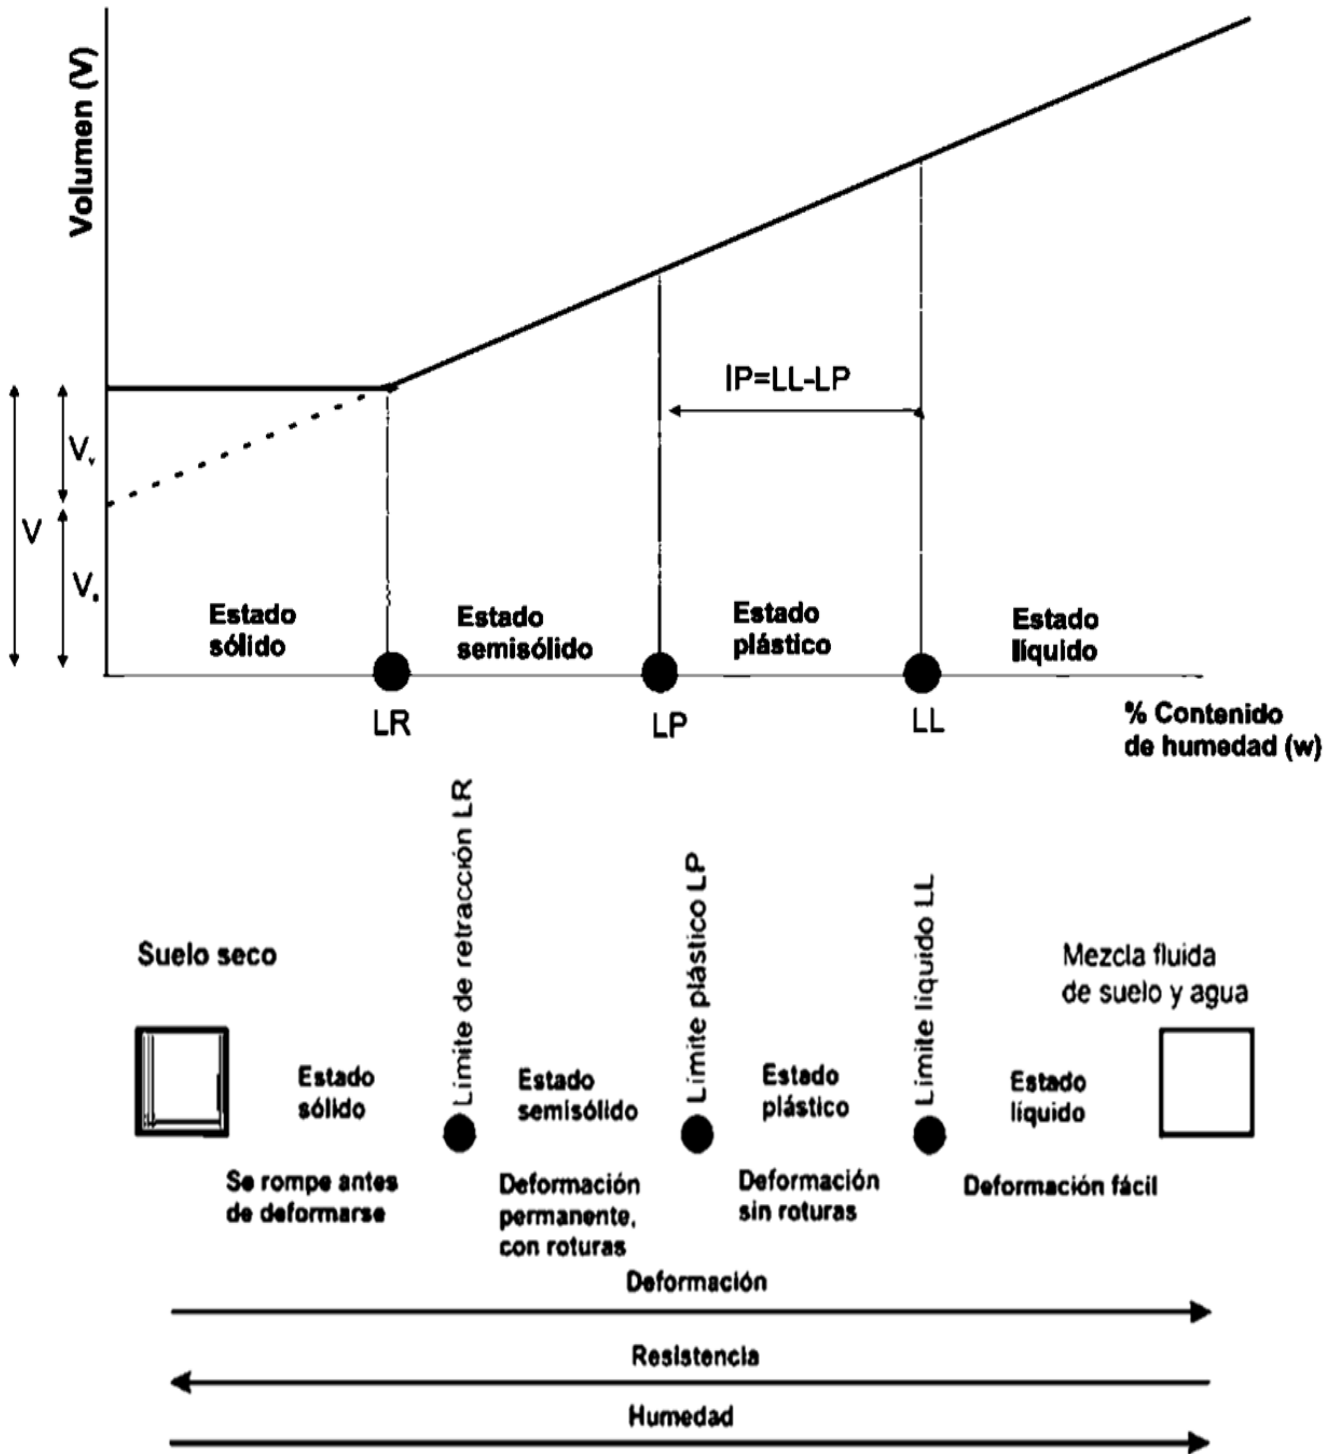 Volumen (V)
IP=LL-LP
Vv
V
Vs
Estado
sólido
Estado
semisólido
Estado
plástico
Estado
líquido
LR
LP
LL
% Contenido
de humedad (w)
Límite de retracción LR
Límite plástico LP
Límite líquido LL
Suelo seco
Mezcla fluida
de suelo y agua
Estado
sólido
Estado
semisólido
Estado
plástico
Estado
líquido
Se rompe antes
de deformarse
Deformación
permanente,
con roturas
Deformación
sin roturas
Deformación fácil
Deformación
Resistencia
Humedad